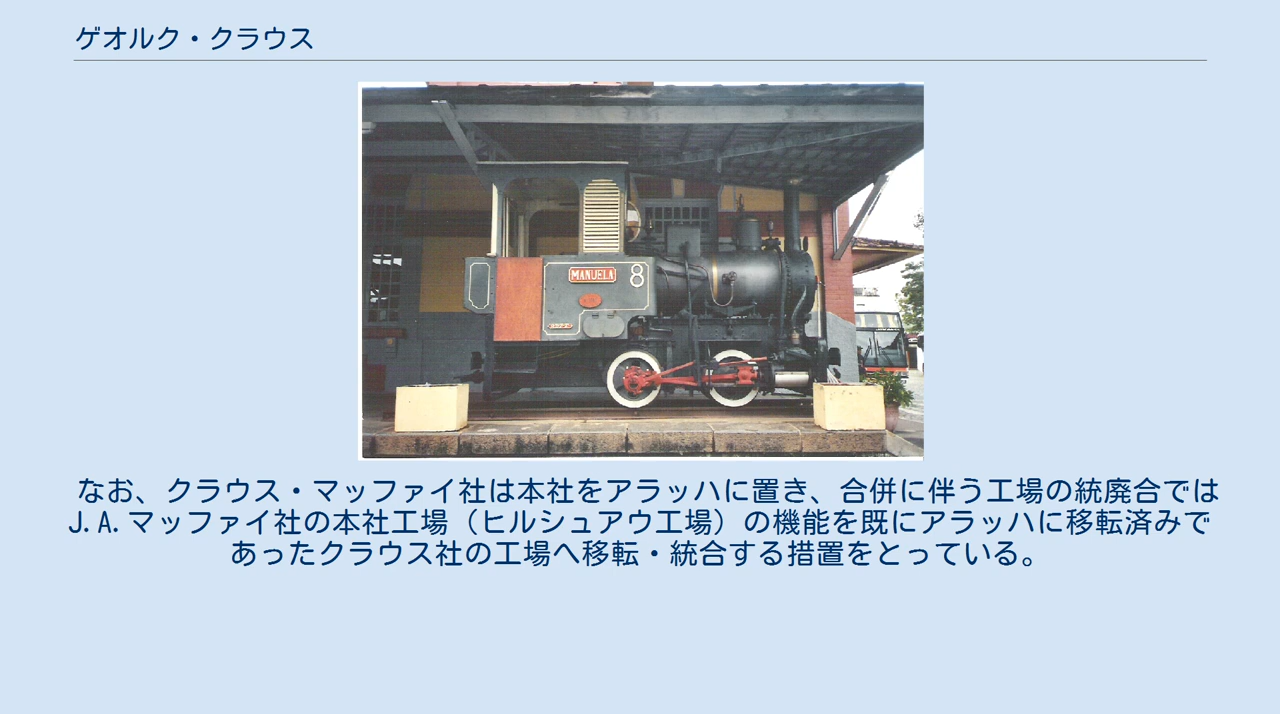 ゲオルク・クラウス
MANUELA
8
なお、クラウス・マッファイ社は本社をアラッハに置き、合併に伴う工場の統廃合では
J.A.マッファイ社の本社工場（ヒルシュアウ工場）の機能を既にアラッハに移転済みで
あったクラウス社の工場へ移転・統合する措置をとっている。